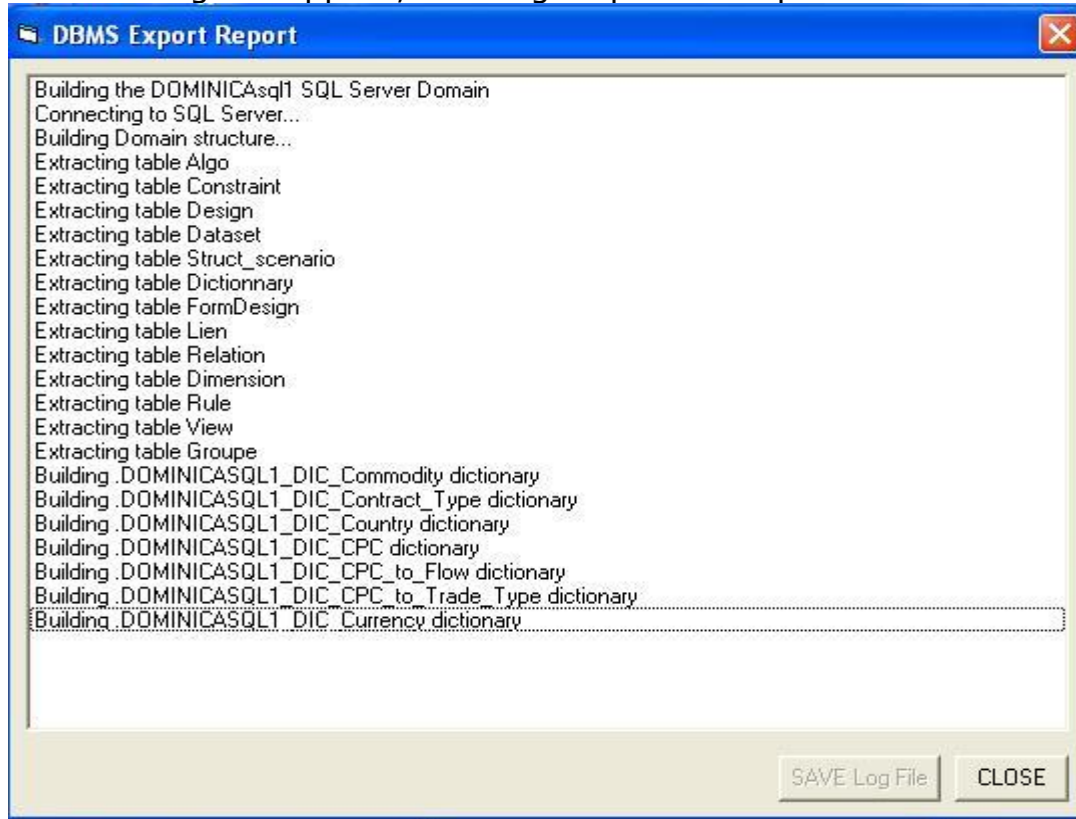 DBMS Export Report
Building the DOMINICAsql1 SQL Server Domain
Connecting to SQL Server...
Building Domain structure...
Extracting table Algo
Extracting table Constraint
Extracting table Design
Extracting table Dataset
Extracting table Struct_scenario
Extracting table Dictionnary
Extracting table FormDesign
Extracting table Lien
Extracting table Relation
Extracting table Dimension
Extracting table Rule
Extracting table View
Extracting table Groupe
Building .DOMINICASQL1_DIC_Commodity dictionary
Building .DOMINICASQL1_DIC_Contract_Type dictionary
Building .DOMINICASQL1_DIC_Country dictionary
Building .DOMINICASQL1_DIC_CPC dictionary
Building .DOMINICASQL1_DIC_CPC_to_Flow dictionary
Building .DOMINICASQL1_DIC_CPC_to_Trade_Type dictionary
Building .DOMINICASQL1_DIC_Currency dictionary
SAVE Log File CLOSE